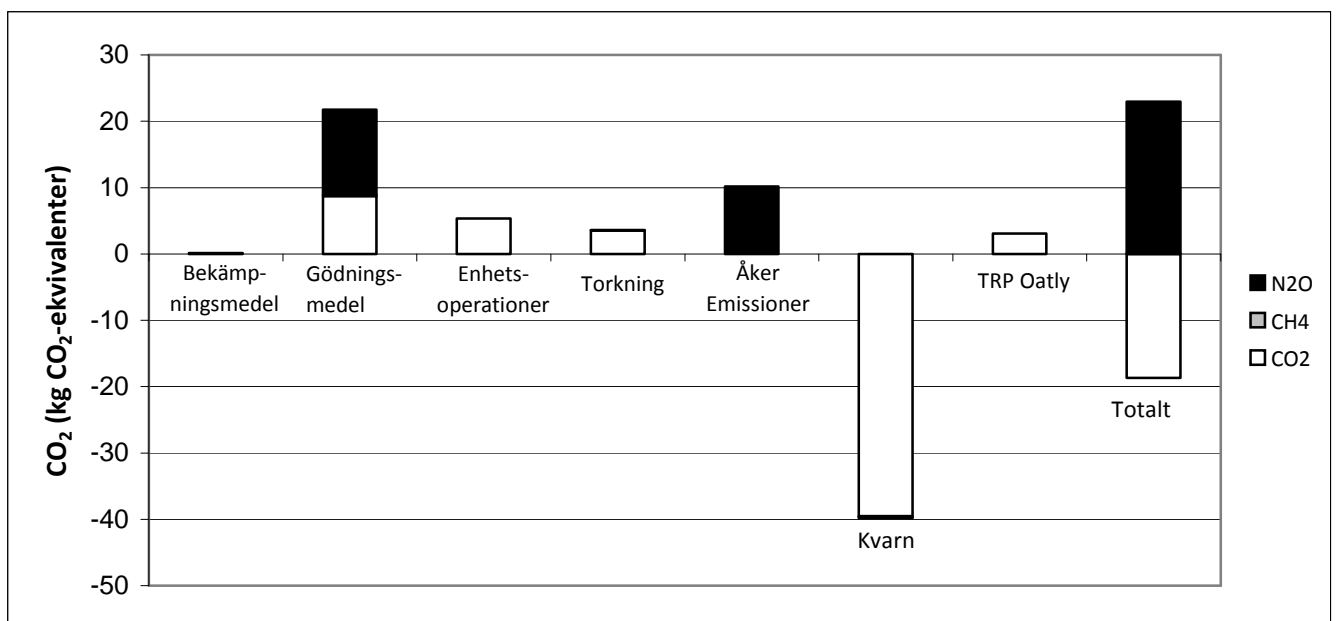 30
20
10
0
-10
-20
-30
-40
-50
CO₂ (kg CO₂-ekvivalenter)
Bekämp-
ningsmedel
Gödnings-
medel
Enhets-
operationer
Torkning
Åker
Emissioner
Kvarn
TRP Oatly
Totalt
N2O
CH4
CO2